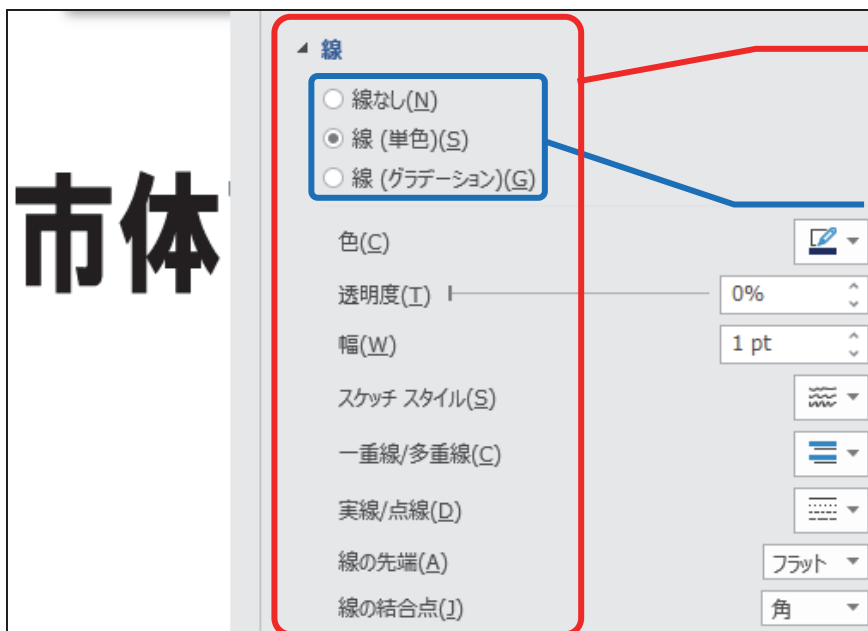 線
線なし(N)
線 (単色)(S)
線 (グラデーション)(G)
市体
色(C)
透明度(T) 0%
幅(W) 1 pt
スケッチ スタイル(S)
一重線/多重線(C)
実線/点線(D)
線の先端(A) フラット
線の結合点(J) 角